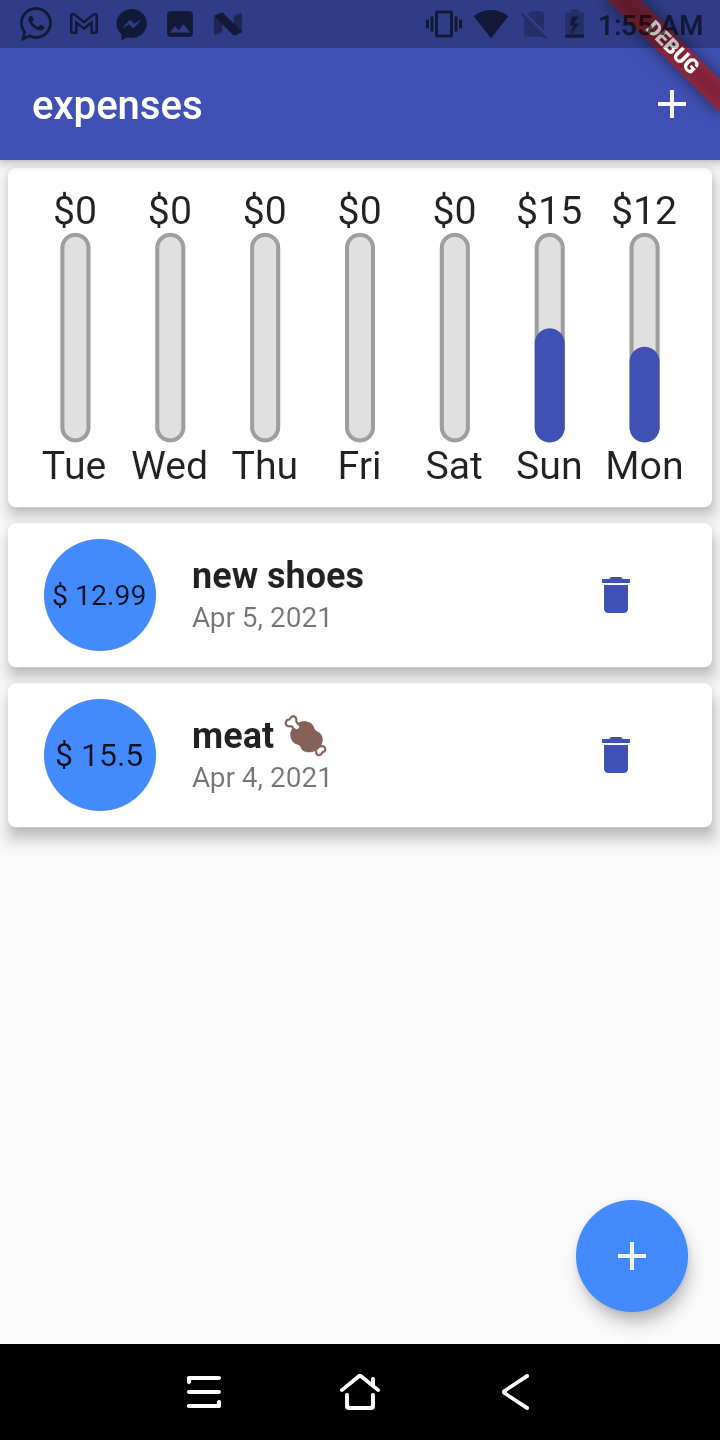 1:55 AM
DEBUG
expenses
$0 $0 $0 $0 $0 $15 $12
Tue Wed Thu Fri Sat Sun Mon
$ 12.99
new shoes
Apr 5, 2021
$ 15.5
meat 🍖
Apr 4, 2021